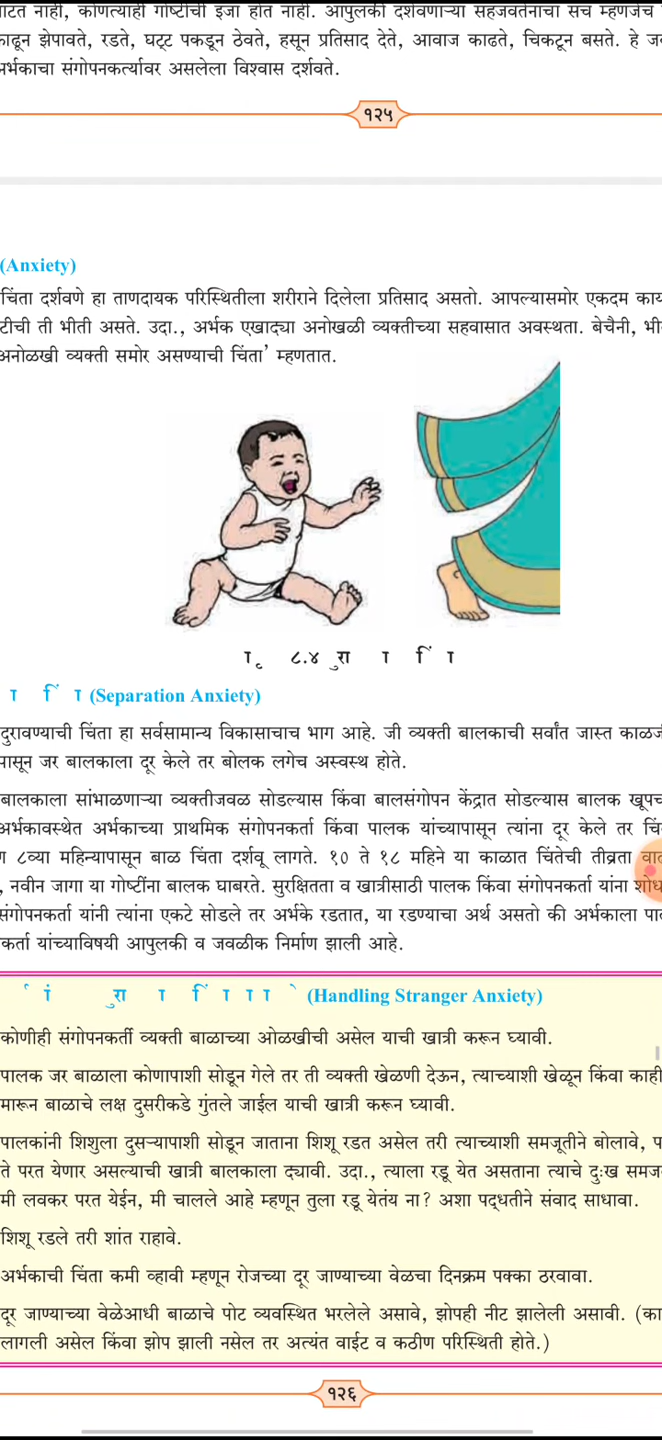 वाटत नाही, कोणत्याही गोष्टीची इजा होत नाही. आपुलकी दर्शवणाऱ्या सहजवर्तनाचा संच म्हणजेच
काढून झेपावते, रडते, घट्ट पकडून ठेवते, हसून प्रतिसाद देते, आवाज काढते, चिकटून बसते. हे
अर्भकाचा संगोपनकर्त्यावर असलेला विश्वास दर्शवते.
१२५
(Anxiety)
चिंता दर्शवणे हा ताणदायक परिस्थितीला शरीराने दिलेला प्रतिसाद असतो. आपल्यासमोर एकदम
ती भीती असते. उदा., अर्भक एखाद्या अनोखळी व्यक्तीच्या सहवासात अवस्थता. बेचैनी,
अनोळखी व्यक्ती समोर असण्याची चिंता’ म्हणतात.
८.४
(Separation Anxiety)
दुरावण्याची चिंता हा सर्वसामान्य विकासाचाच भाग आहे. जी व्यक्ती बालकाची सर्वांत जास्त
पासून जर बालकाला दूर केले तर बोलक लगेच अस्वस्थ होते.
बालकाला सांभाळणाऱ्या व्यक्तीजवळ सोडल्यास किंवा बालसंगोपन केंद्रात सोडल्यास बालक
अर्भकावस्थेत अर्भकाच्या प्राथमिक संगोपनकर्ता किंवा पालक यांच्यापासून त्यांना दूर केले तर
८व्या महिन्यापासून बाळ चिंता दर्शवू लागते. १० ते १८ महिने या काळात चिंतेची तीव्रता
, नवीन जागा या गोष्टींना बालक घाबरते. सुरक्षितता व खात्रीसाठी पालक किंवा संगोपनकर्ता यांना
संगोपनकर्ता यांनी त्यांना एकटे सोडले तर अर्भके रडतात, या रडण्याचा अर्थ असतो की अर्भकाला
कर्ता यांच्याविषयी आपुलकी व जवळीक निर्माण झाली आहे.
(Handling Stranger Anxiety)
कोणीही संगोपनकर्ती व्यक्ती बाळाच्या ओळखीची असेल याची खात्री करून घ्यावी.
पालक जर बाळाला कोणापाशी सोडून गेले तर ती व्यक्ती खेळणी देऊन, त्याच्याशी खेळून किंवा काही
मारून बाळाचे लक्ष दुसरीकडे गुंतले जाईल याची खात्री करून घ्यावी.
पालकांनी शिशुला दुसऱ्यापाशी सोडून जाताना शिशू रडत असेल तरी त्याच्याशी समजूतीने बोलावे,
ते परत येणार असल्याची खात्री बालकाला द्यावी. उदा., त्याला रडू येत असताना त्याचे दुःख
मी लवकर परत येईन, मी चालले आहे म्हणून तुला रडू येतंय ना? अशा पद्धतीने संवाद साधावा.
शिशू रडले तरी शांत राहावे.
अर्भकाची चिंता कमी व्हावी म्हणून रोजच्या दूर जाण्याच्या वेळचा दिनक्रम पक्का ठरवावा.
दूर जाण्याच्या वेळेआधी बाळाचे पोट व्यवस्थित भरलेले असावे, झोपही नीट झालेली असावी.
लागली असेल किंवा झोप झाली नसेल तर अत्यंत वाईट व कठीण परिस्थिती होते.)
१२६